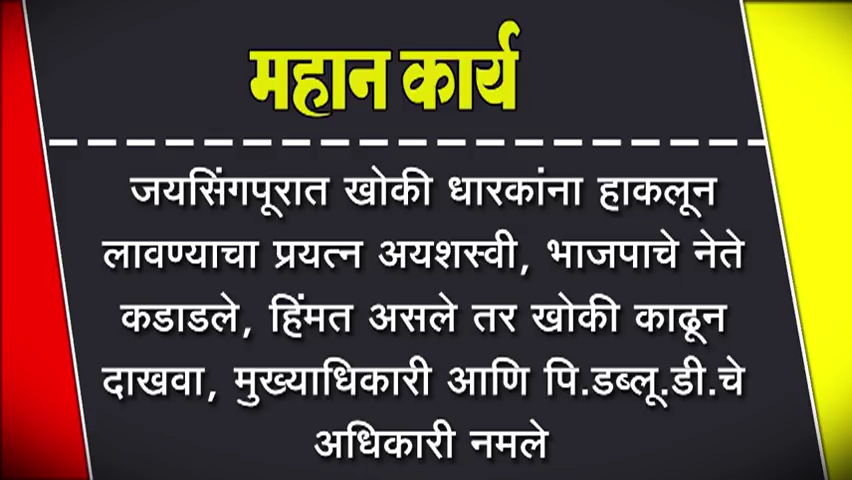 महान कार्य
जयसिंगपूरात खोकी धारकांना हाकलून
लावण्याचा प्रयत्न अयशस्वी, भाजपाचे नेते
कडाडले, हिंमत असले तर खोकी काढून
दाखवा, मुख्याधिकारी आणि पि.डब्लू.डी.चे
अधिकारी नमले